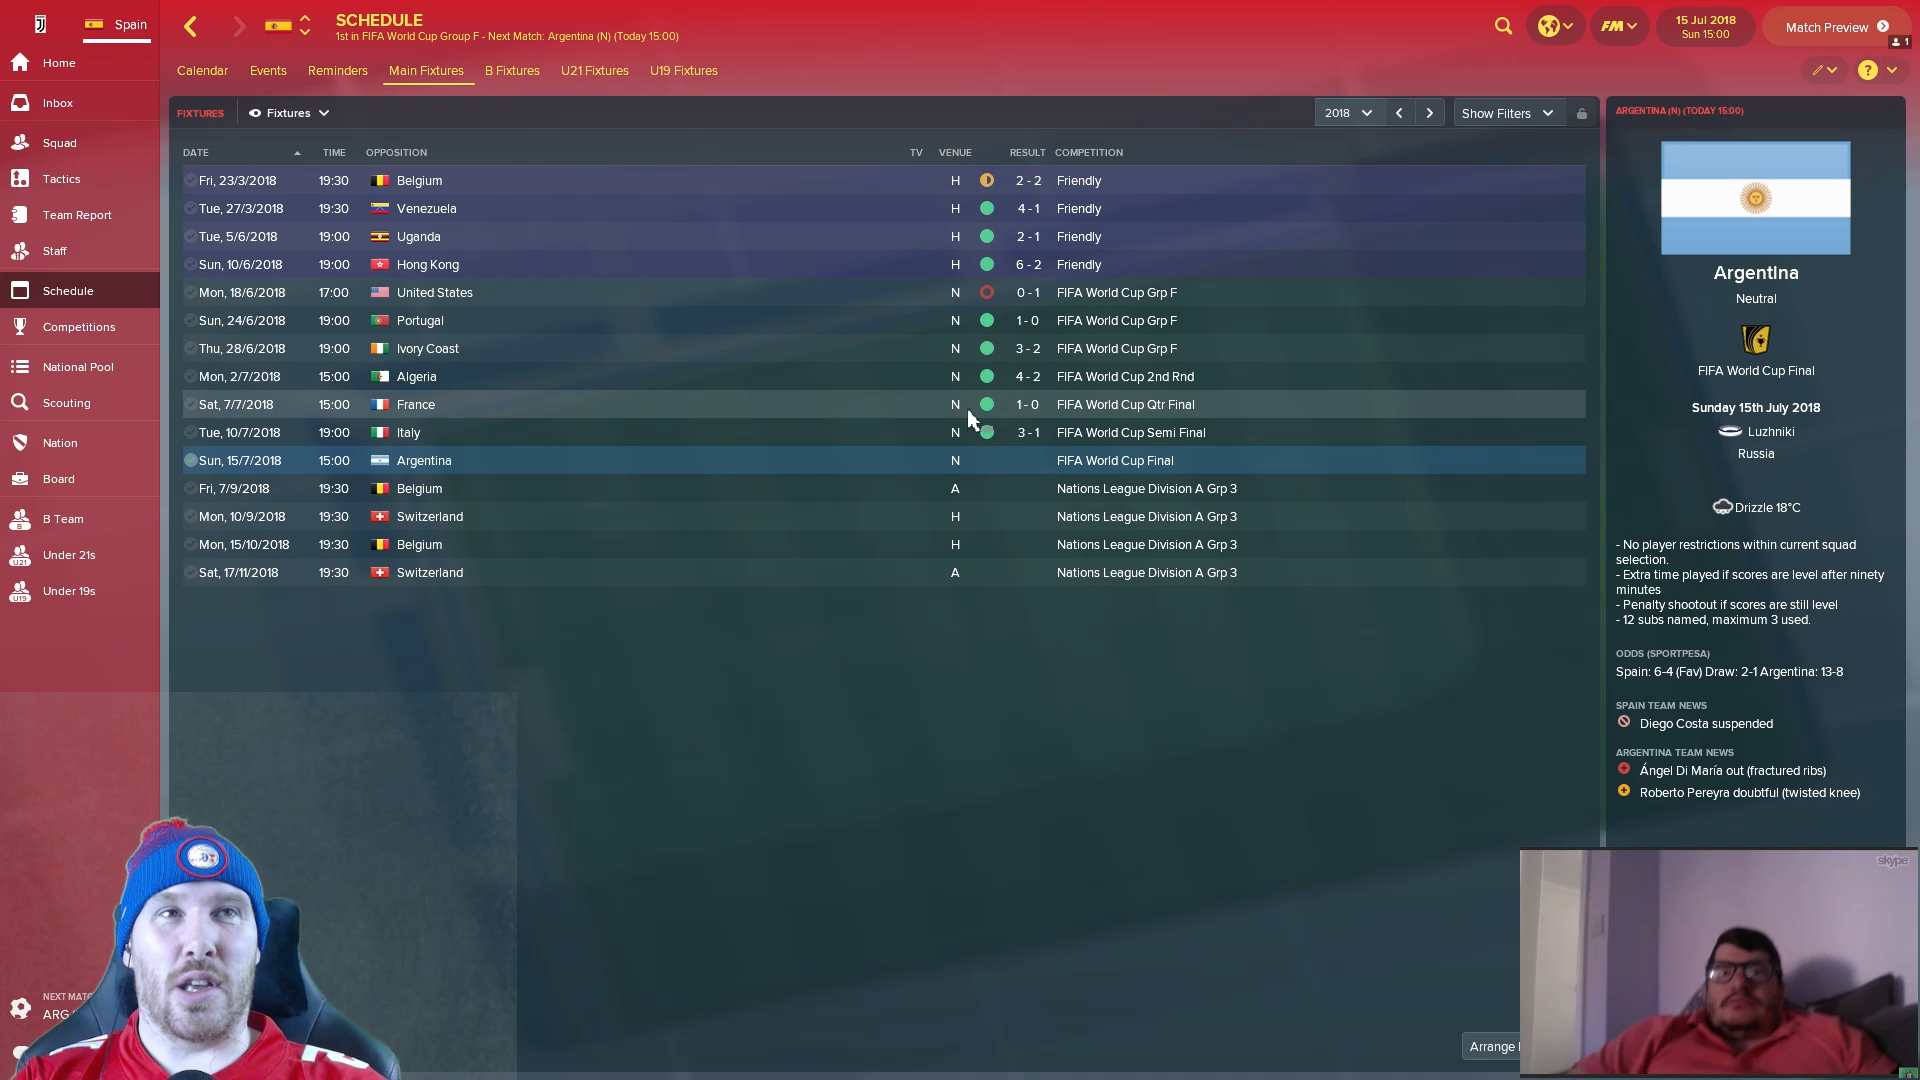 Spain
SCHEDULE
1st in FIFA World Cup Group F - Next Match: Argentina (N) (Today 15:00)
FM
15 Jul 2018
Sun 15:00
Match Preview
1
Home
Inbox
Squad
Tactics
Team Report
Staff
Schedule
Competitions
National Pool
Scouting
Nation
Board
B
B Team
U21
Under 21s
U19
Under 19s
NEXT MATC
ARG
Calendar Events Reminders Main Fixtures B Fixtures U21 Fixtures U19 Fixtures
?
FIXTURES Fixtures 2018 Show Filters
DATE TIME OPPOSITION TV VENUE RESULT COMPETITION
Fri, 23/3/2018 19:30 Belgium H 2 - 2 Friendly
Tue, 27/3/2018 19:30 Venezuela H 4 - 1 Friendly
Tue, 5/6/2018 19:00 Uganda H 2 - 1 Friendly
Sun, 10/6/2018 19:00 Hong Kong H 6 - 2 Friendly
Mon, 18/6/2018 17:00 United States N 0 - 1 FIFA World Cup Grp F
Sun, 24/6/2018 19:00 Portugal N 1 - 0 FIFA World Cup Grp F
Thu, 28/6/2018 19:00 Ivory Coast N 3 - 2 FIFA World Cup Grp F
Mon, 2/7/2018 15:00 Algeria N 4 - 2 FIFA World Cup 2nd Rnd
Sat, 7/7/2018 15:00 France N 1 - 0 FIFA World Cup Qtr Final
Tue, 10/7/2018 19:00 Italy N 3 - 1 FIFA World Cup Semi Final
Sun, 15/7/2018 15:00 Argentina N FIFA World Cup Final
Fri, 7/9/2018 19:30 Belgium A Nations League Division A Grp 3
Mon, 10/9/2018 19:30 Switzerland H Nations League Division A Grp 3
Mon, 15/10/2018 19:30 Belgium H Nations League Division A Grp 3
Sat, 17/11/2018 19:30 Switzerland A Nations League Division A Grp 3
Arrange
ARGENTINA (N) (TODAY 15:00)
Argentina
Neutral
FIFA World Cup Final
Sunday 15th July 2018
Luzhniki
Russia
Drizzle 18°C
- No player restrictions within current squad
selection.
- Extra time played if scores are level after ninety
minutes
- Penalty shootout if scores are still level
- 12 subs named, maximum 3 used.
ODDS (SPORTPESA)
Spain: 6-4 (Fav) Draw: 2-1 Argentina: 13-8
SPAIN TEAM NEWS
Diego Costa suspended
ARGENTINA TEAM NEWS
Ángel Di María out (fractured ribs)
Roberto Pereyra doubtful (twisted knee)
skype